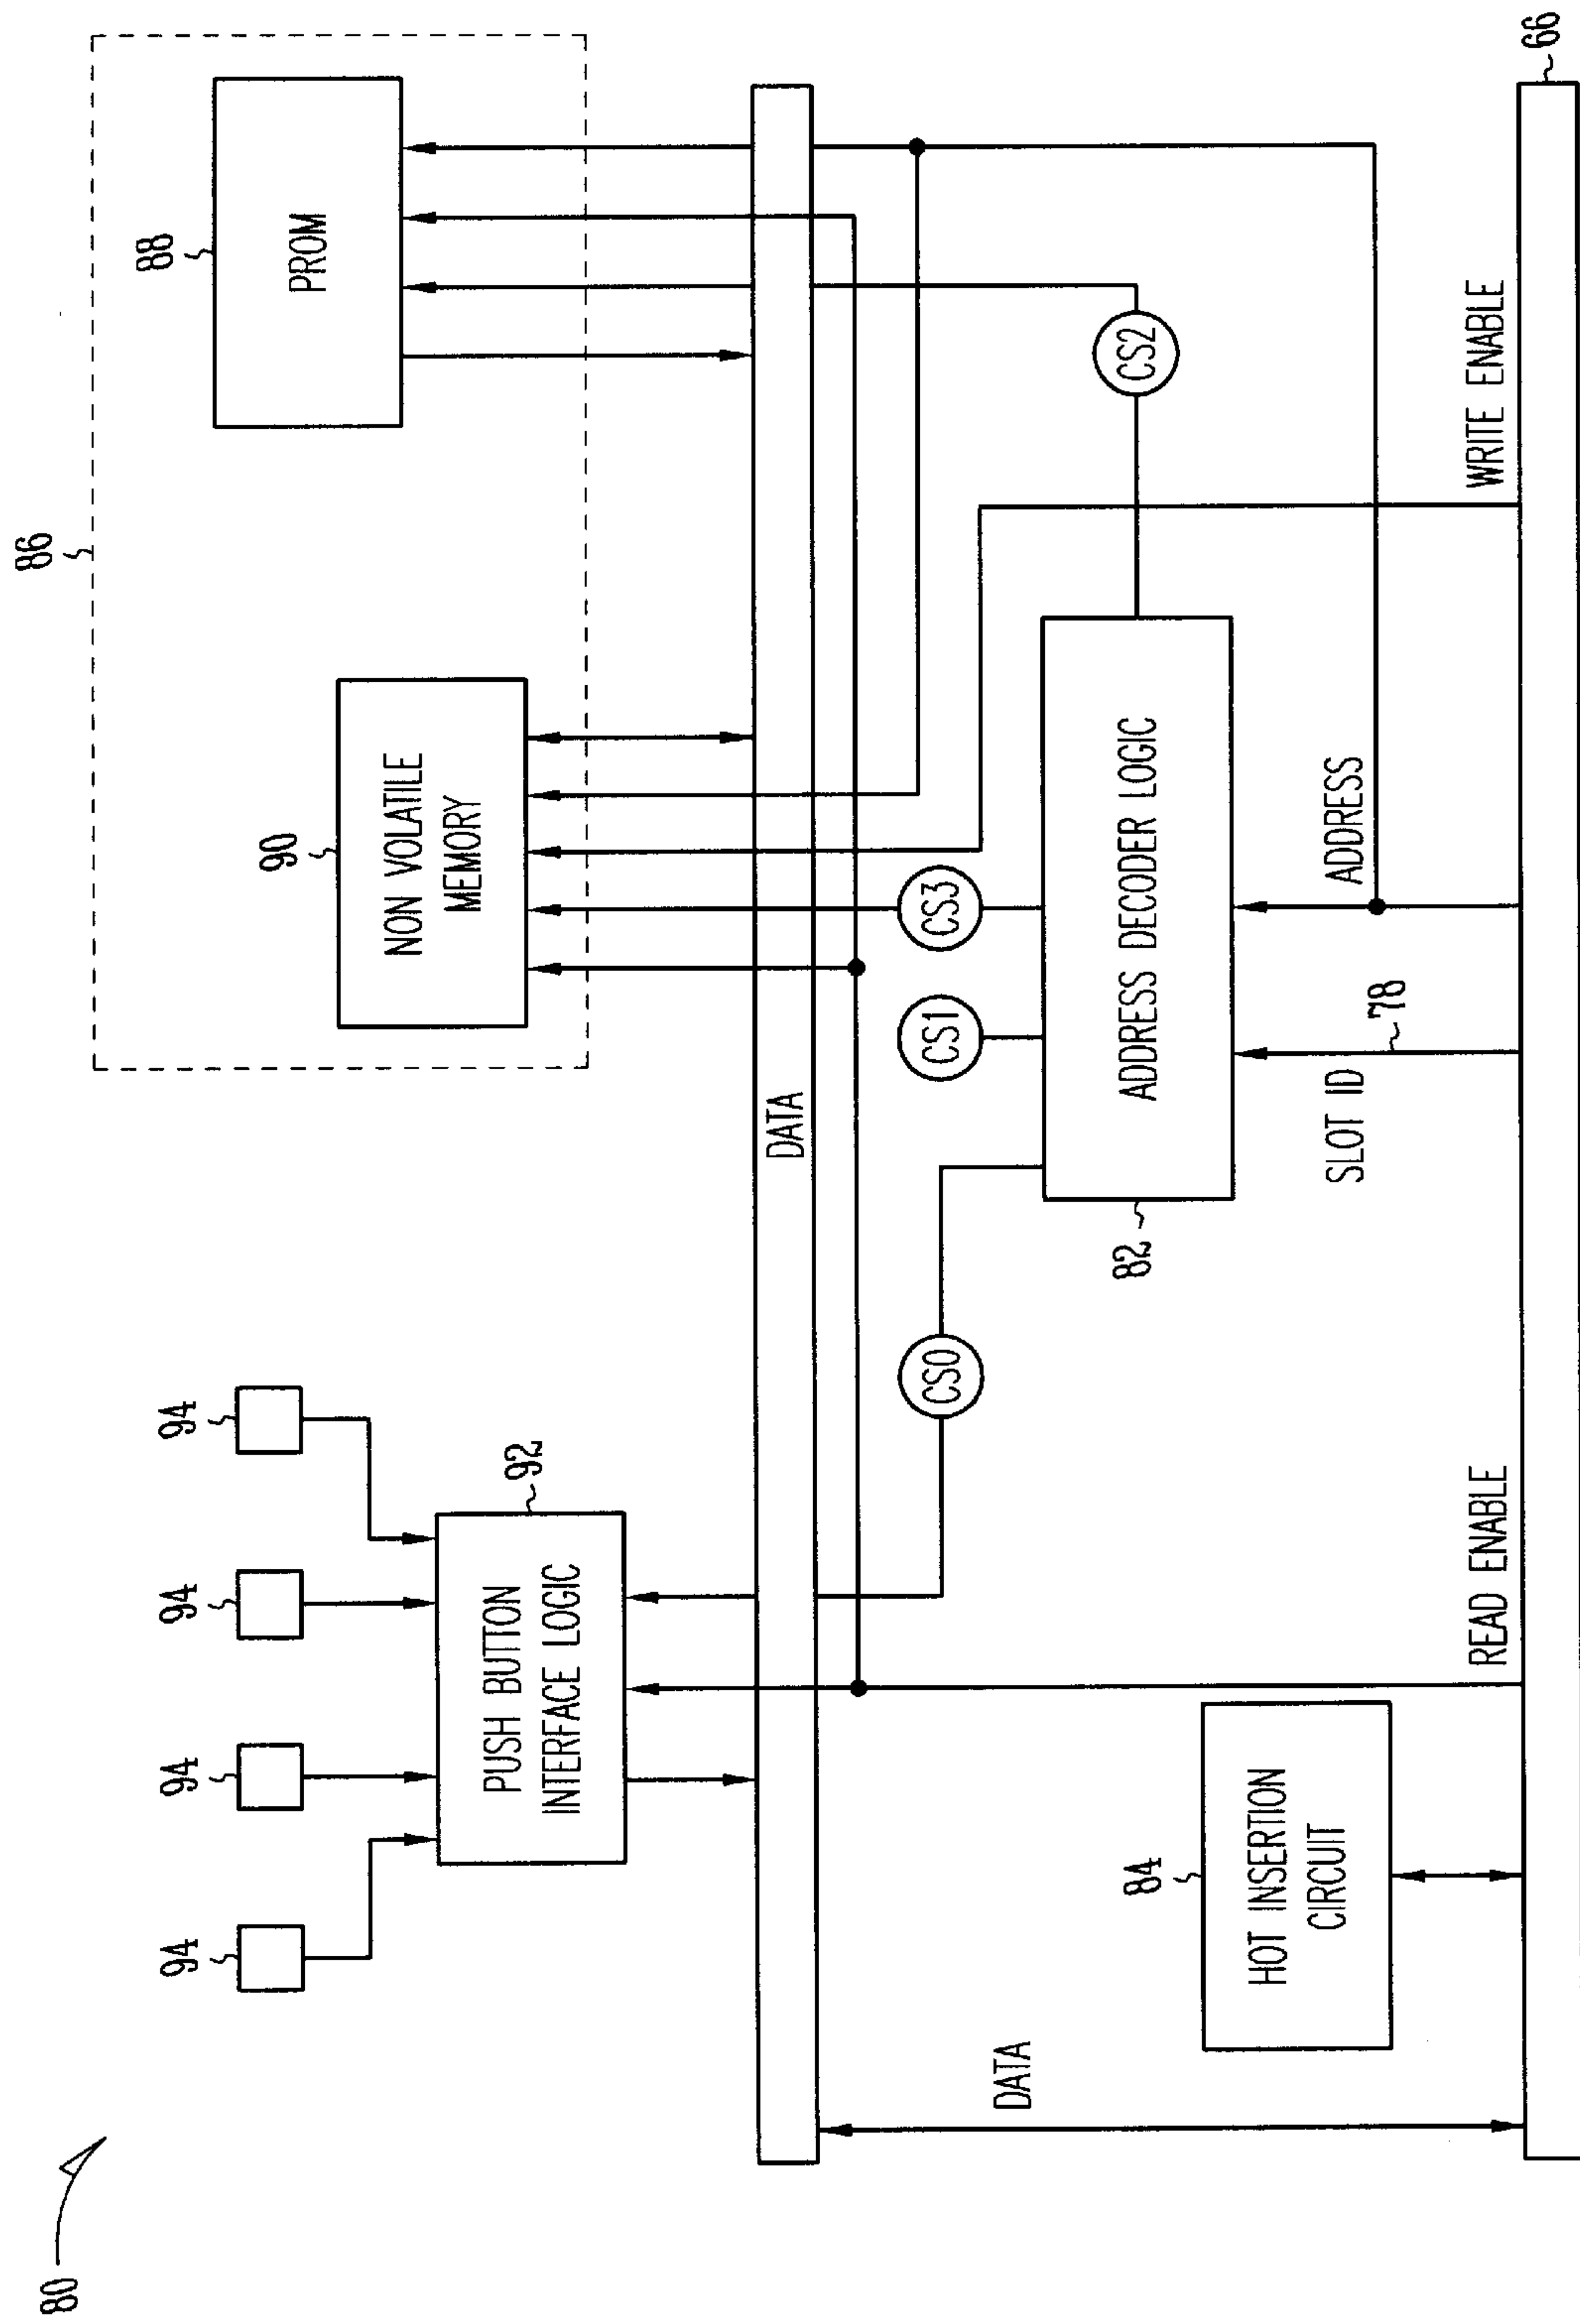 80
86
94
94
94
94
PUSH BUTTON
INTERFACE LOGIC
92
90
NON VOLATILE
MEMORY
88
PROM
DATA
DATA
CS0
CS1
CS3
CS2
82
ADDRESS DECODER LOGIC
84
HOT INSERTION
CIRCUIT
READ ENABLE
SLOT ID
78
ADDRESS
WRITE ENABLE
66